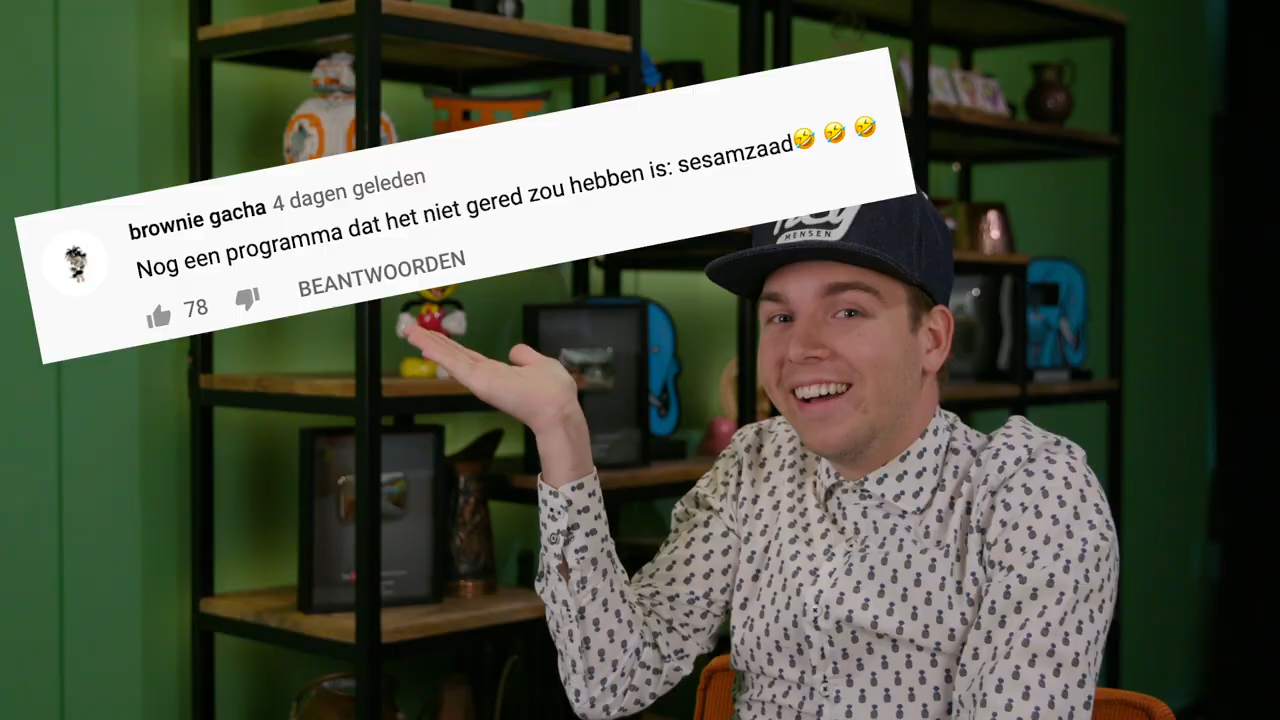 brownie gacha 4 dagen geleden
Nog een programma dat het niet gered zou hebben is: sesamzaad🤣 🤣 🤣
78 BEANTWOORDEN
MENSEN